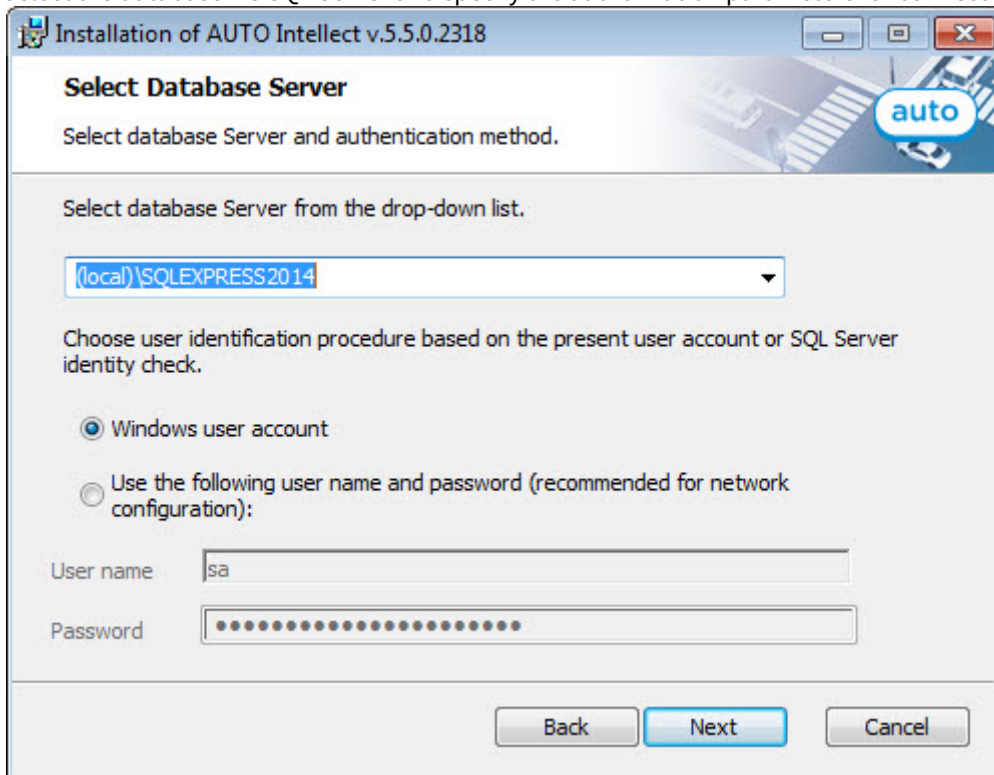 Installation of AUTO Intellect v.5.5.0.2318
Select Database Server
Select database Server and authentication method.
auto
Select database Server from the drop-down list.
(local)\SQLEXPRESS2014
Choose user identification procedure based on the present user account or SQL Server
identity check.
Windows user account
Use the following user name and password (recommended for network
configuration):
User name
sa
Password
Back
Next
Cancel